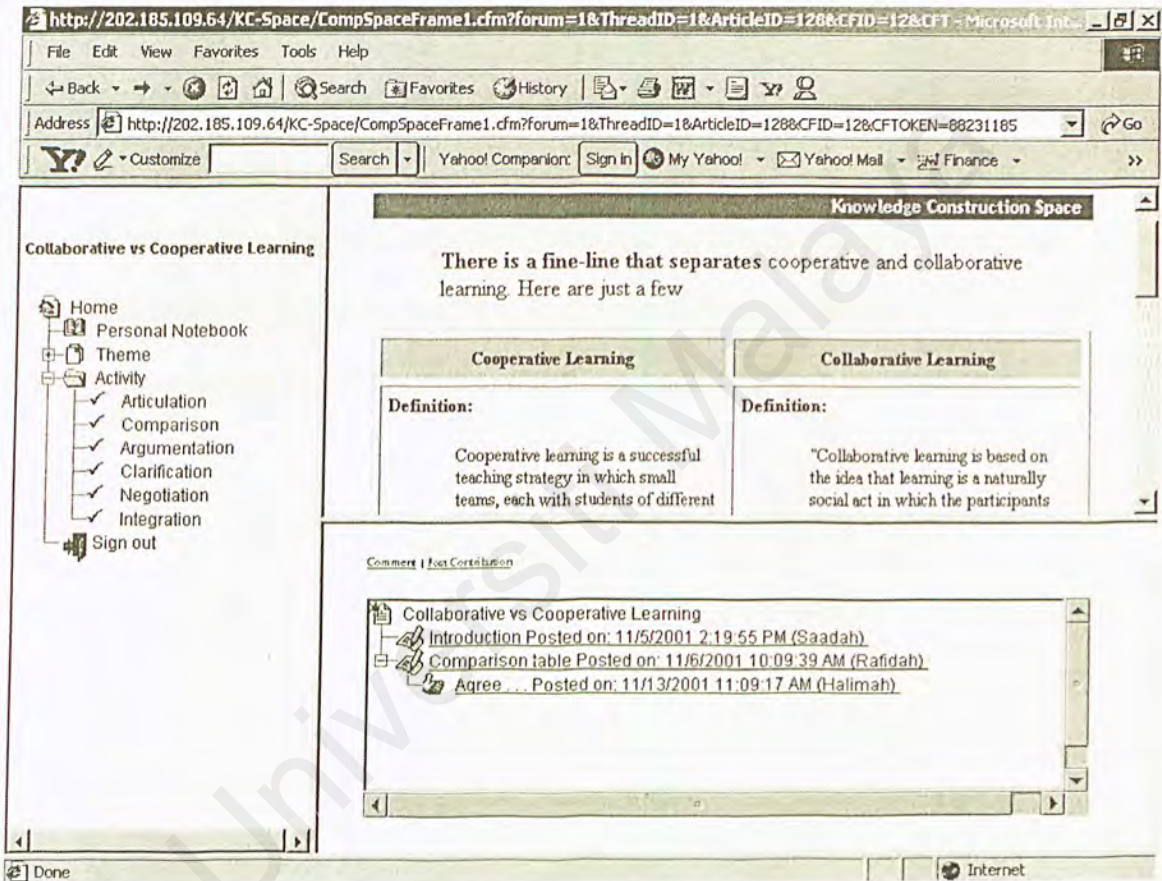 http://202.185.109.64/KC-Space/CompSpaceFrame1.cfm?forum=1&ThreadID=1&ArticleID=128&CFID=12&CFT - Microsoft Int...
File Edit View Favorites Tools Help
Back Search Favorites History
Address http://202.185.109.64/KC-Space/CompSpaceFrame1.cfm?forum=1&ThreadID=1&ArticleID=128&CFID=12&CFTOKEN=88231185 Go
Y! Customize Search Yahoo! Companion: Sign in My Yahoo! Yahoo! Mail Finance >>
Collaborative vs Cooperative Learning
Home
Personal Notebook
Theme
Activity
Articulation
Comparison
Argumentation
Clarification
Negotiation
Integration
Sign out
Knowledge Construction Space
There is a fine-line that separates cooperative and collaborative
learning. Here are just a few
Cooperative Learning
Collaborative Learning
Definition:
Cooperative learning is a successful
teaching strategy in which small
teams, each with students of different
Definition:
"Collaborative learning is based on
the idea that learning is a naturally
social act in which the participants
Comment | Post Contribution
Collaborative vs Cooperative Learning
Introduction Posted on: 11/5/2001 2:19:55 PM (Saadah)
Comparison table Posted on: 11/6/2001 10:09:39 AM (Rafidah)
Agree . . . Posted on: 11/13/2001 11:09:17 AM (Halimah)
Done
Internet
University Malaya